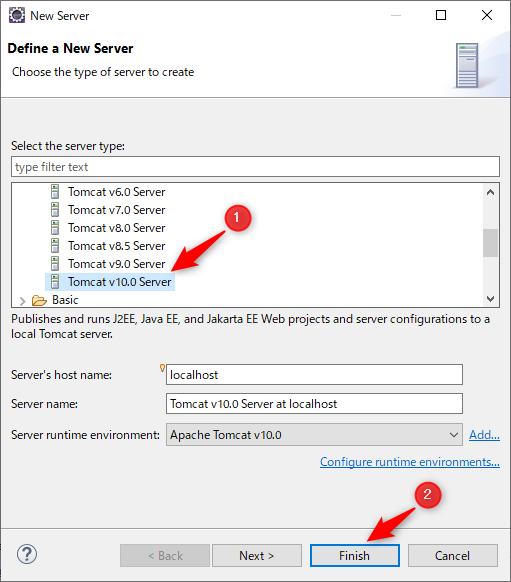 New Server
Define a New Server
Choose the type of server to create
Select the server type:
type filter text
Tomcat v6.0 Server
Tomcat v7.0 Server
Tomcat v8.0 Server
Tomcat v8.5 Server
Tomcat v9.0 Server
Tomcat v10.0 Server
Basic
1
Publishes and runs J2EE, Java EE, and Jakarta EE Web projects and server configurations to a
local Tomcat server.
Server's host name: localhost
Server name: Tomcat v10.0 Server at localhost
Server runtime environment: Apache Tomcat v10.0 Add...
Configure runtime environments...
2
? < Back Next > Finish Cancel